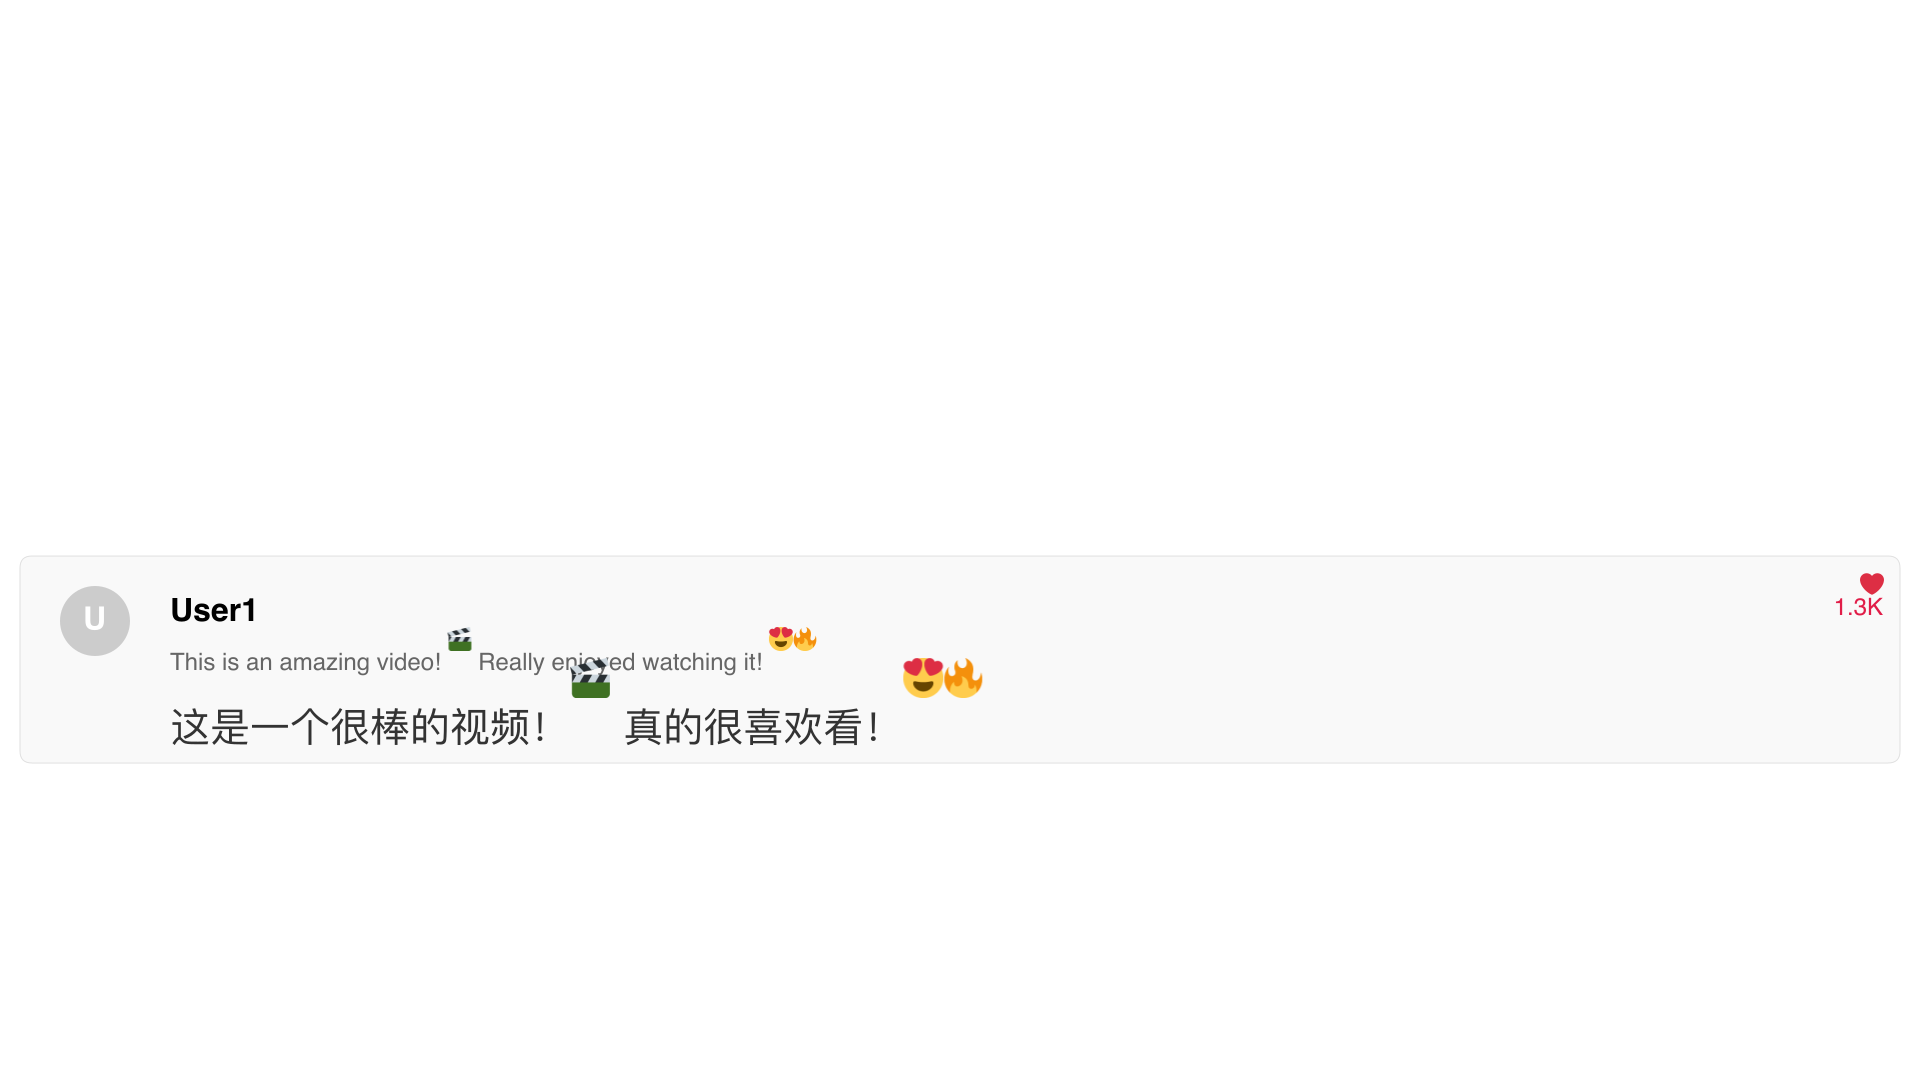 U
User1
❤️
1.3K
This is an amazing video! 🎬 Really enjoyed watching it! 😍🔥
这是一个很棒的视频！🎬 真的很喜欢看！😍🔥